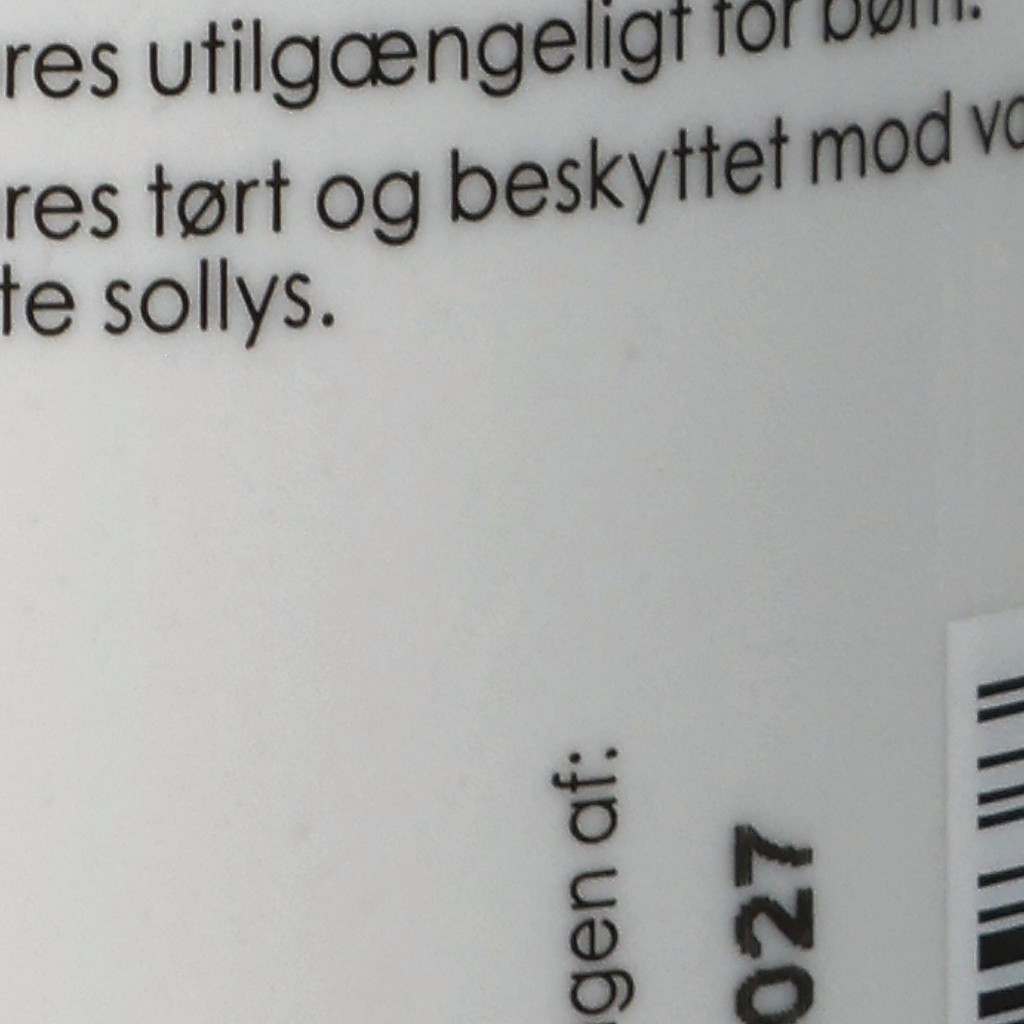 res utilgængeligt for børn.
res tørt og beskyttet mod
te sollys.
gen af:
027